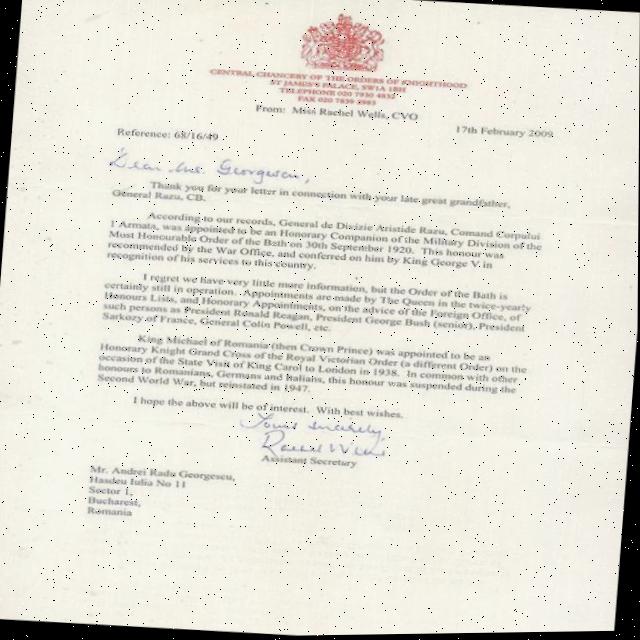 CENTRAL CHANCERY OF THE ORDERS OF KNIGHTHOOD
ST JAMES'S PALACE, SW1A 1BH
TELEPHONE 020 7930 4832
FAX 020 7839 2983
From: Miss Rachel Wells, CVO
Reference: 68/16/49
17th February 2009
Dear Mr. Georgescu,
Thank you for your letter in connection with your late great grandfather,
General Razu, CB.
According to our records, General de Divizie Aristide Razu, Comand Corpului
I'Armata, was appointed to be an Honorary Companion of the Military Division of the
Most Honourable Order of the Bath on 30th September 1920. This honour was
recommended by the War Office, and conferred on him by King George V in
recognition of his services to this country.
I regret we have very little more information, but the Order of the Bath is
certainly still in operation. Appointments are made by The Queen in the twice-yearly
Honours Lists, and Honorary Appointments, on the advice of the Foreign Office, of
such persons as President Ronald Reagan, President George Bush (senior), President
Sarkozy of France, General Colin Powell, etc.
King Michael of Romania (then Crown Prince) was appointed to be an
Honorary Knight Grand Cross of the Royal Victorian Order (a different Order) on the
occasion of the State Visit of King Carol to London in 1938. In common with other
honours to Romanians, Germans and Italians, this honour was suspended during the
Second World War, but reinstated in 1947.
I hope the above will be of interest. With best wishes.
Yours sincerely
Rachel Wells
Assistant Secretary
Mr. Andrei Radu Georgescu,
Hasdeu Iulia No 11
Sector 1,
Bucharest,
Romania